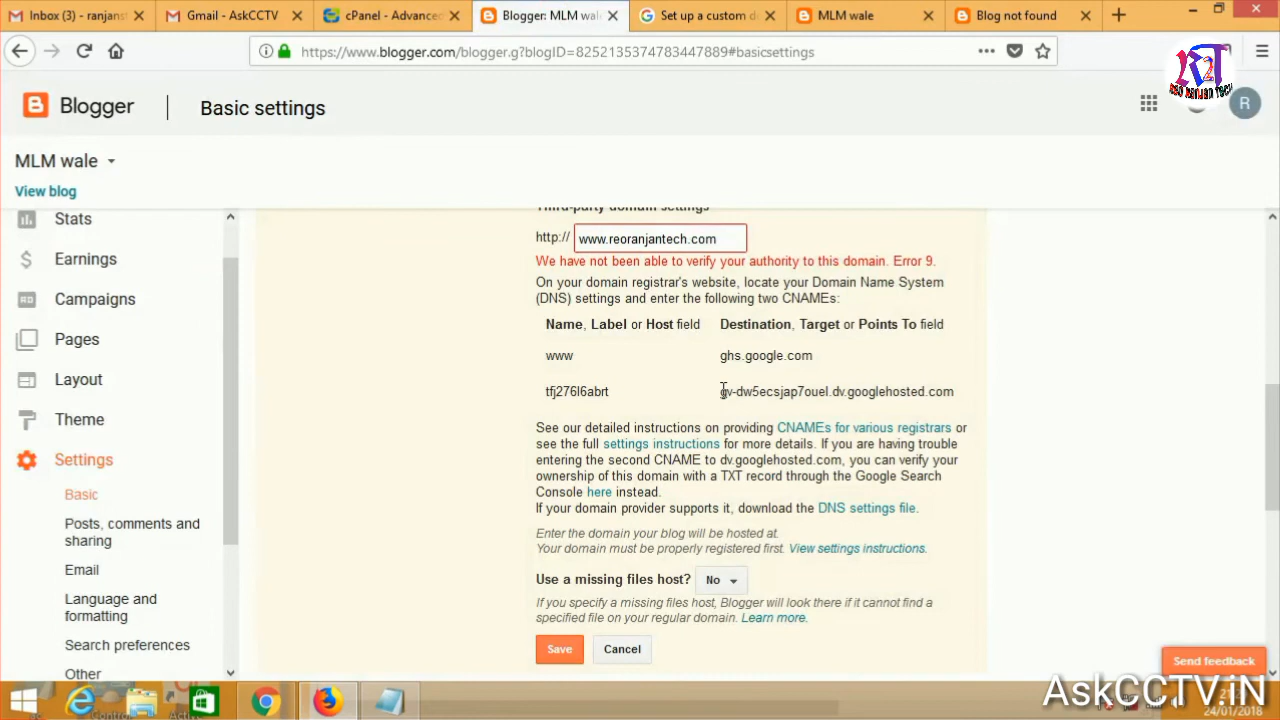 Inbox (3) - ranjans
Gmail - AskCCTV
cPanel - Advanced
Blogger: MLM wal
Set up a custom d
MLM wale
Blog not found
https://www.blogger.com/blogger.g?blogID=8252135374783447889#basicsettings
Blogger
Basic settings
R
MLM wale
View blog
Stats
Earnings
Campaigns
Pages
Layout
Theme
Settings
Basic
Posts, comments and
sharing
Email
Language and
formatting
Search preferences
Other
Third-party domain settings
http:// www.reoranjantech.com
We have not been able to verify your authority to this domain. Error 9.
On your domain registrar's website, locate your Domain Name System
(DNS) settings and enter the following two CNAMEs:
Name, Label or Host field Destination, Target or Points To field
www ghs.google.com
tfj276l6abrt gv-dw5ecsjap7ouel.dv.googlehosted.com
See our detailed instructions on providing CNAMEs for various registrars or
see the full settings instructions for more details. If you are having trouble
entering the second CNAME to dv.googlehosted.com, you can verify your
ownership of this domain with a TXT record through the Google Search
Console here instead.
If your domain provider supports it, download the DNS settings file.
Enter the domain your blog will be hosted at.
Your domain must be properly registered first. View settings instructions.
Use a missing files host? No
If you specify a missing files host, Blogger will look there if it cannot find a
specified file on your regular domain. Learn more.
Save Cancel
Send feedback
AskCCTV.iN
24/01/2018